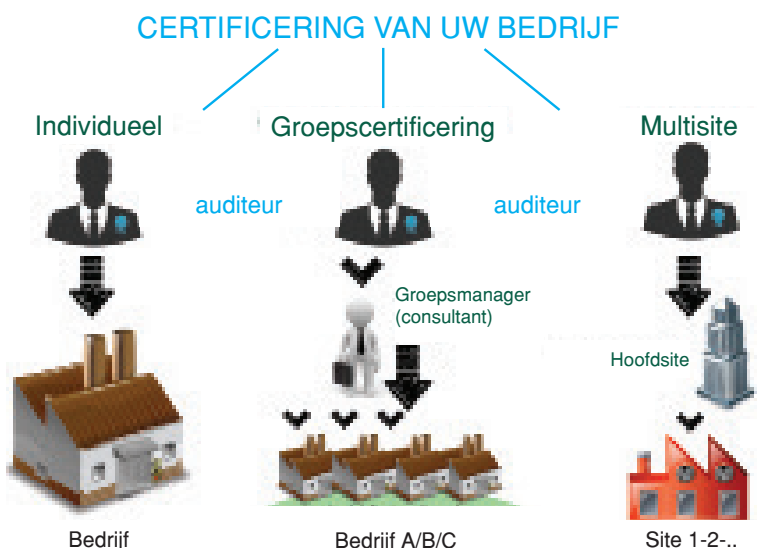 CERTIFICERING VAN UW BEDRIJF
Individueel
Groepscertificering
Multisite
auditeur
auditeur
Groepsmanager
(consultant)
Hoofdsite
Bedrijf
Bedrijf A/B/C
Site 1-2-..